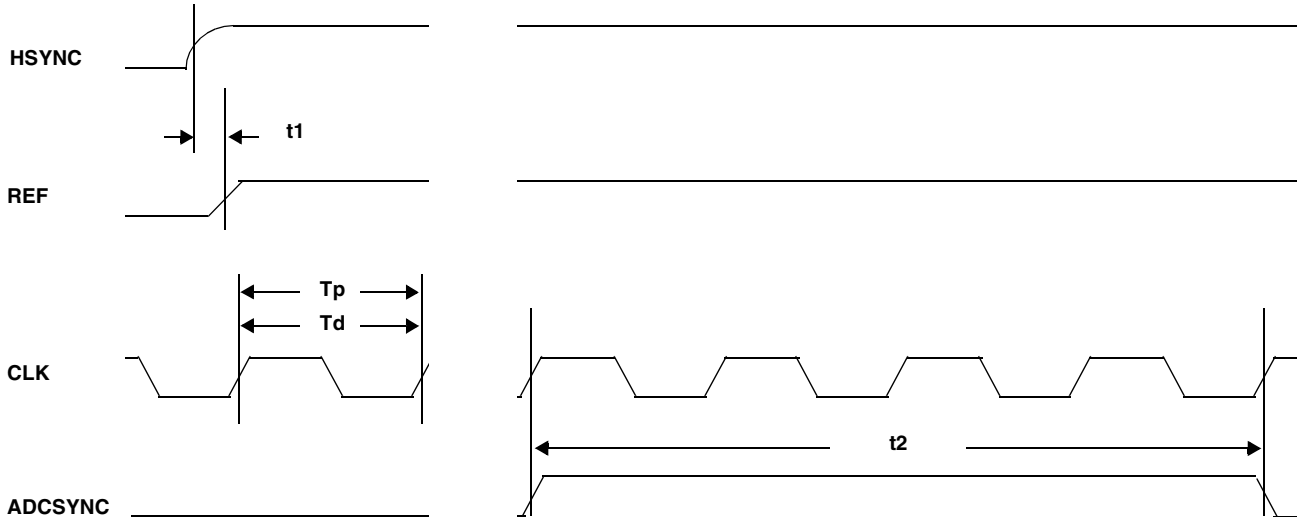 HSYNC
t1
REF
Tp
Td
CLK
t2
ADCSYNC